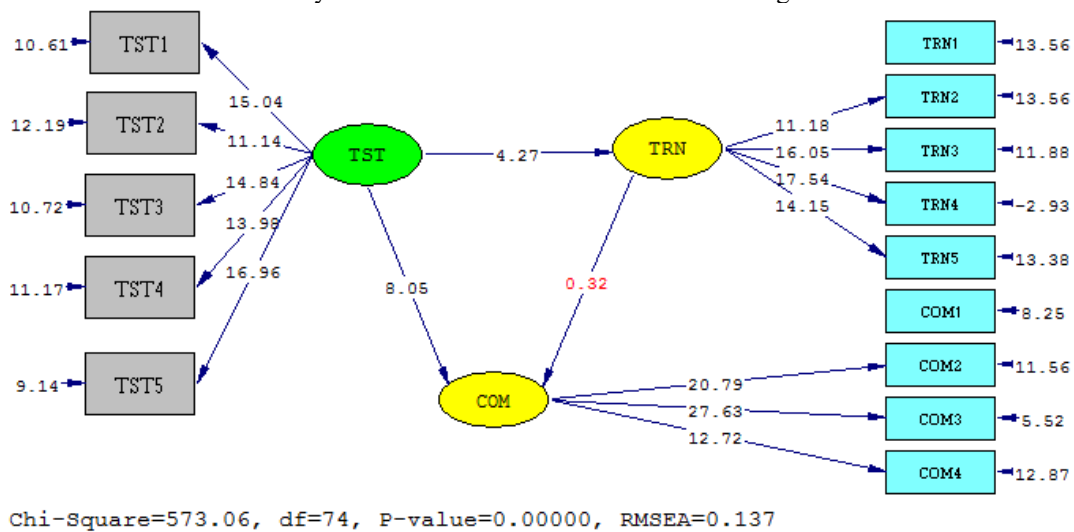 10.61 TST1
12.19 TST2
10.72 TST3
11.17 TST4
9.14 TST5
15.04
11.14
14.84
13.98
16.96
TST
4.27
TRN
8.05
0.32
COM
11.18
16.05
17.54
14.15
20.79
27.63
12.72
TRN1 13.56
TRN2 13.56
TRN3 11.88
TRN4 -2.93
TRN5 13.38
COM1 8.25
COM2 11.56
COM3 5.52
COM4 12.87
Chi-Square=573.06, df=74, P-value=0.00000, RMSEA=0.137